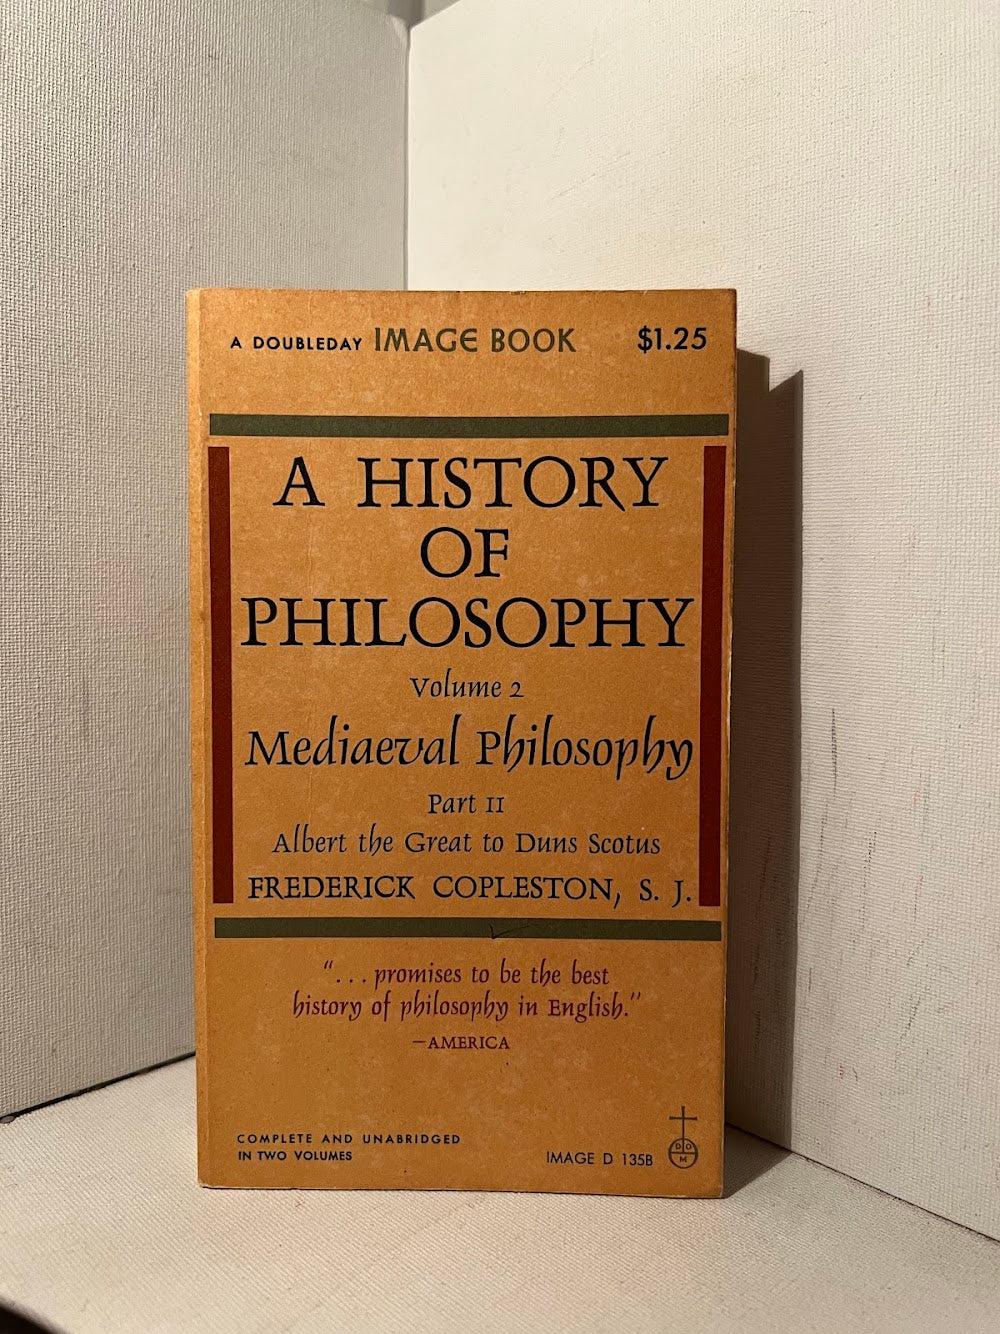 A DOUBLEDAY IMAGE BOOK $1.25
A HISTORY
OF
PHILOSOPHY
Volume 2
Mediaeval Philosophy
Part II
Albert the Great to Duns Scotus
FREDERICK COPLESTON, S. J.
“... promises to be the best
history of philosophy in English.”
—AMERICA
COMPLETE AND UNABRIDGED
IN TWO VOLUMES
IMAGE D 135B
D O
M